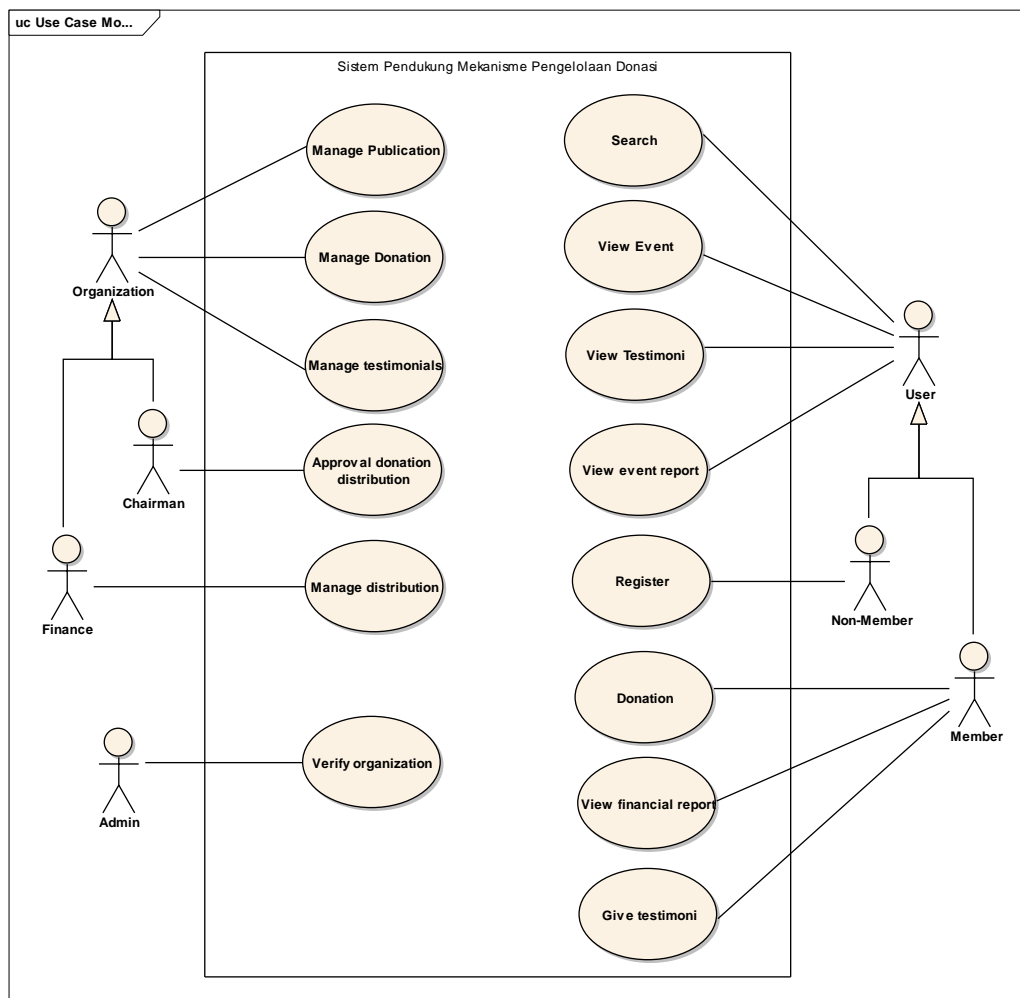 uc Use Case Mo...
Sistem Pendukung Mekanisme Pengelolaan Donasi
Manage Publication
Search
Manage Donation
View Event
Organization
Manage testimonials
View Testimoni
User
Approval donation
distribution
Chairman
View event report
Manage distribution
Finance
Register
Non-Member
Donation
Member
Verify organization
Admin
View financial report
Give testimoni